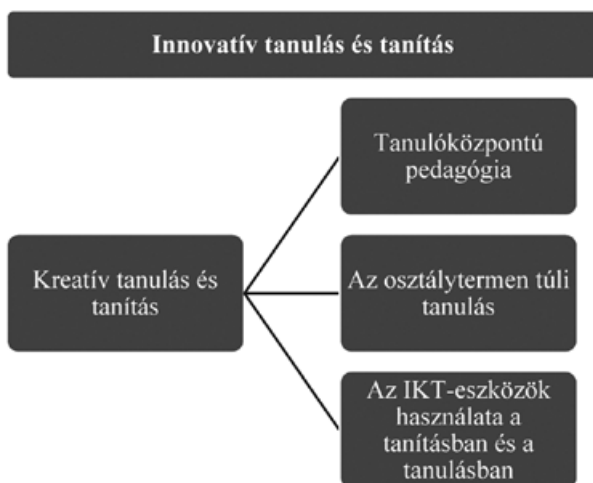 Innovatív tanulás és tanítás
Tanulóközpontú
pedagógia
Kreatív tanulás és
tanítás
Az osztálytermen túli
tanulás
Az IKT-eszközök
használata a
tanításban és a
tanulásban